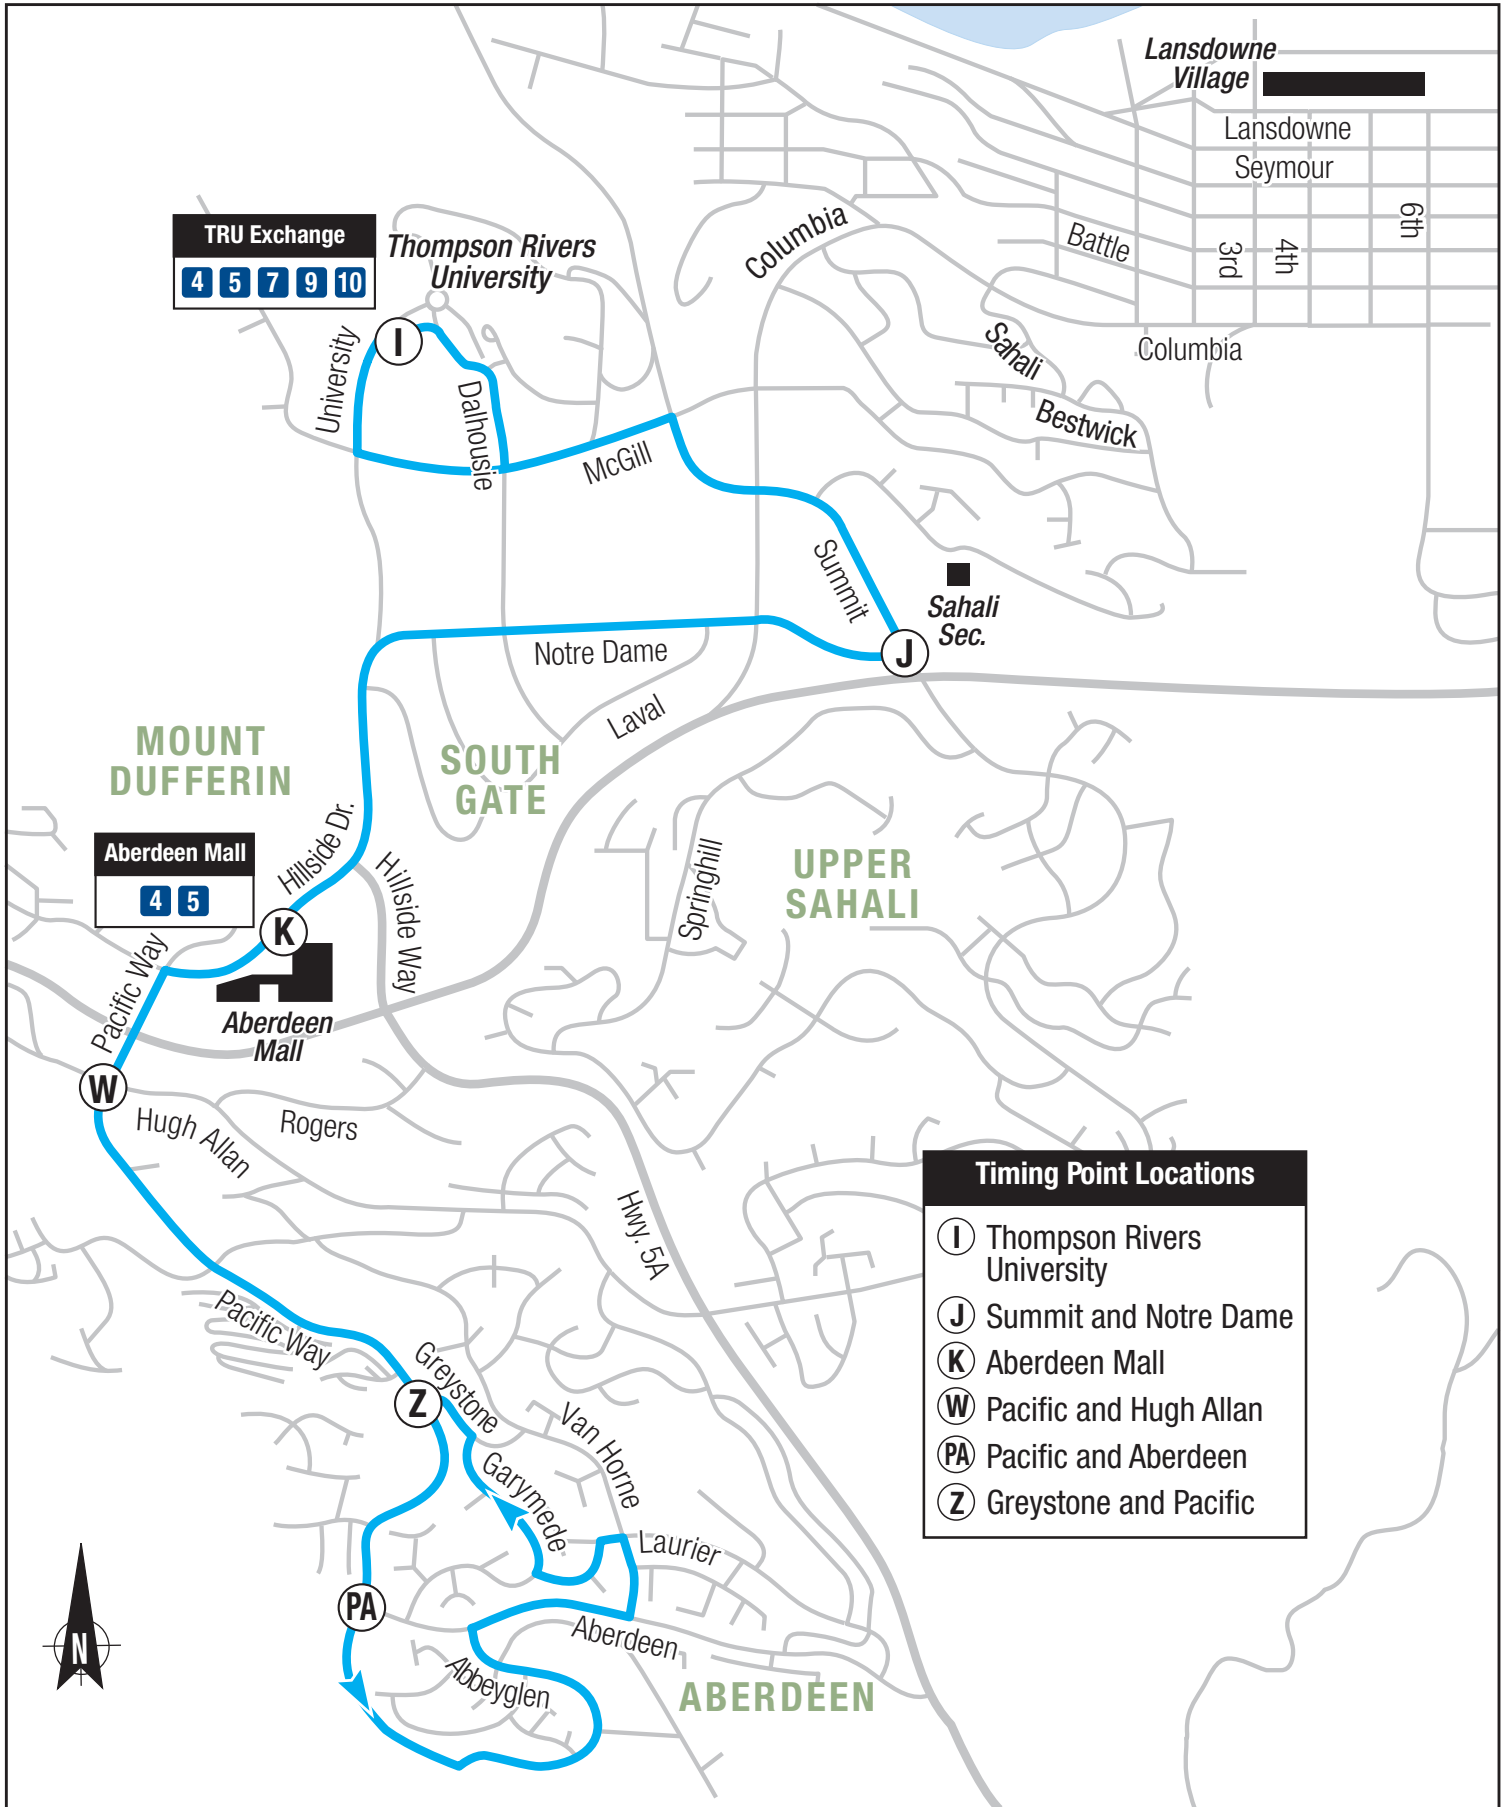 Lansdowne
Village
Lansdowne
Seymour
6th
Battle
3rd
4th
Columbia
Columbia
TRU Exchange
4 5 7 9 10
Thompson Rivers
University
I
University
Dalhousie
McGill
Sahali
Bestwick
Summit
Sahali
Sec.
J
Notre Dame
Laval
MOUNT
DUFFERIN
SOUTH
GATE
UPPER
SAHALI
Aberdeen Mall
4 5
Hillside Dr.
Hillside Way
Springhill
K
Pacific Way
Aberdeen
Mall
W
Hugh Allan
Rogers
Hwy. 5A
Timing Point Locations
I Thompson Rivers
University
J Summit and Notre Dame
K Aberdeen Mall
W Pacific and Hugh Allan
PA Pacific and Aberdeen
Z Greystone and Pacific
Pacific Way
Greystone
Z
Van Horne
Garymede
Laurier
PA
Aberdeen
Abbeyglen
ABERDEEN
N